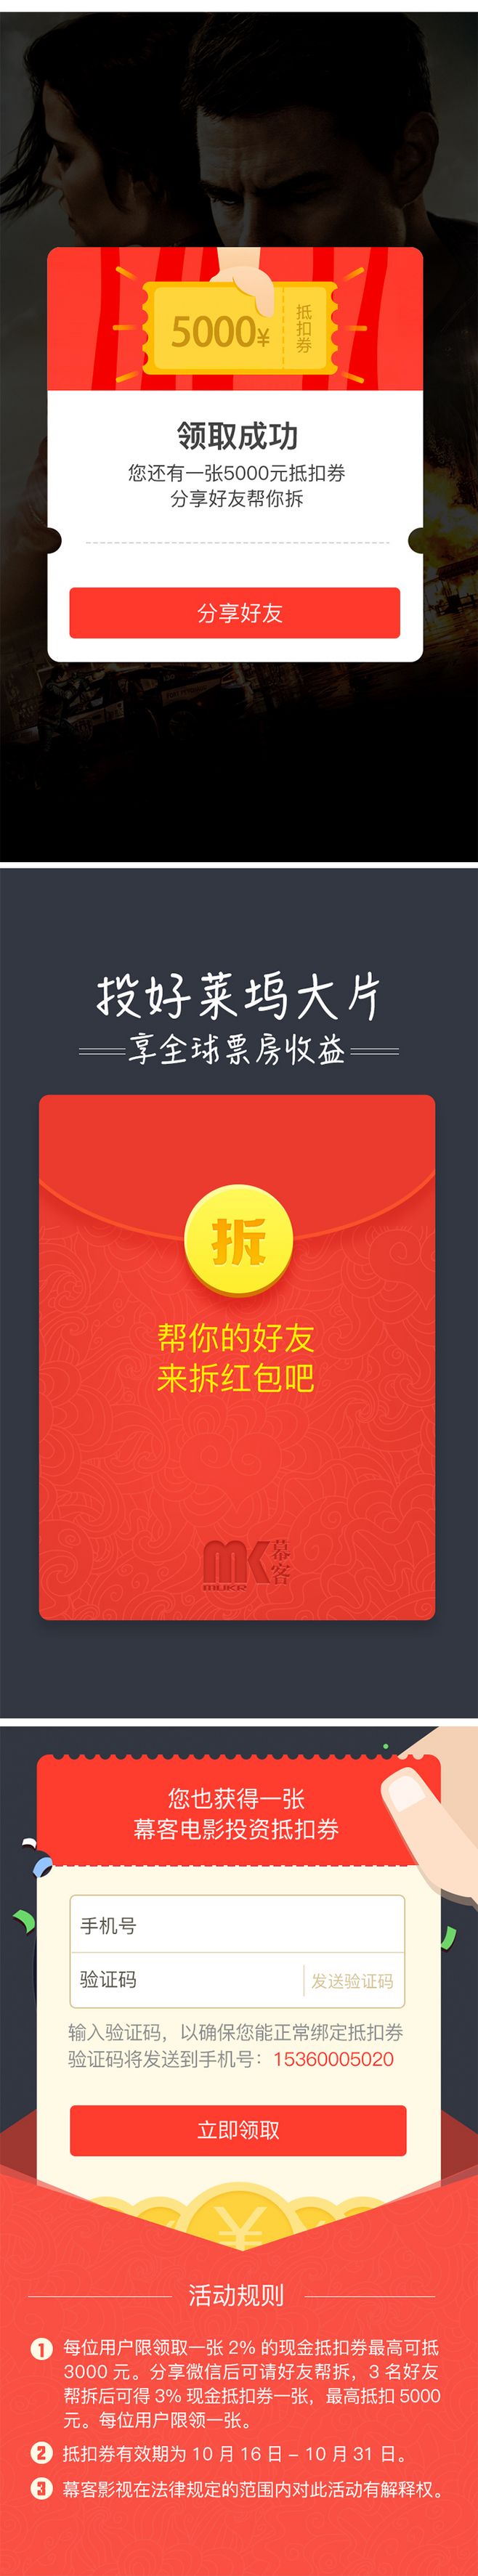 5000¥
抵扣券
领取成功
您还有一张5000元抵扣券
分享好友帮你拆
分享好友
投好莱坞大片
享全球票房收益
拆
帮你的好友
来拆红包吧
MK幕客
您也获得一张
幕客电影投资抵扣券
手机号
验证码
发送验证码
输入验证码，以确保您能正常绑定抵扣券
验证码将发送到手机号：15360005020
立即领取
¥
活动规则
1 每位用户限领取一张 2% 的现金抵扣券最高可抵
3000 元。分享微信后可请好友帮拆，3 名好友
帮拆后可得 3% 现金抵扣券一张，最高抵扣 5000
元。每位用户限领一张。
2 抵扣券有效期为 10 月 16 日 – 10 月 31 日。
3 幕客影视在法律规定的范围内对此活动有解释权。